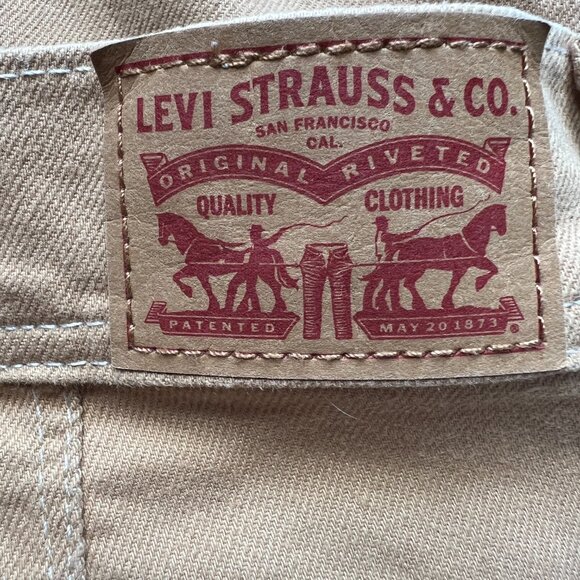 LEVI STRAUSS & CO.
SAN FRANCISCO
CAL.
ORIGINAL RIVETED
QUALITY CLOTHING
PATENTED MAY 20 1873 ®